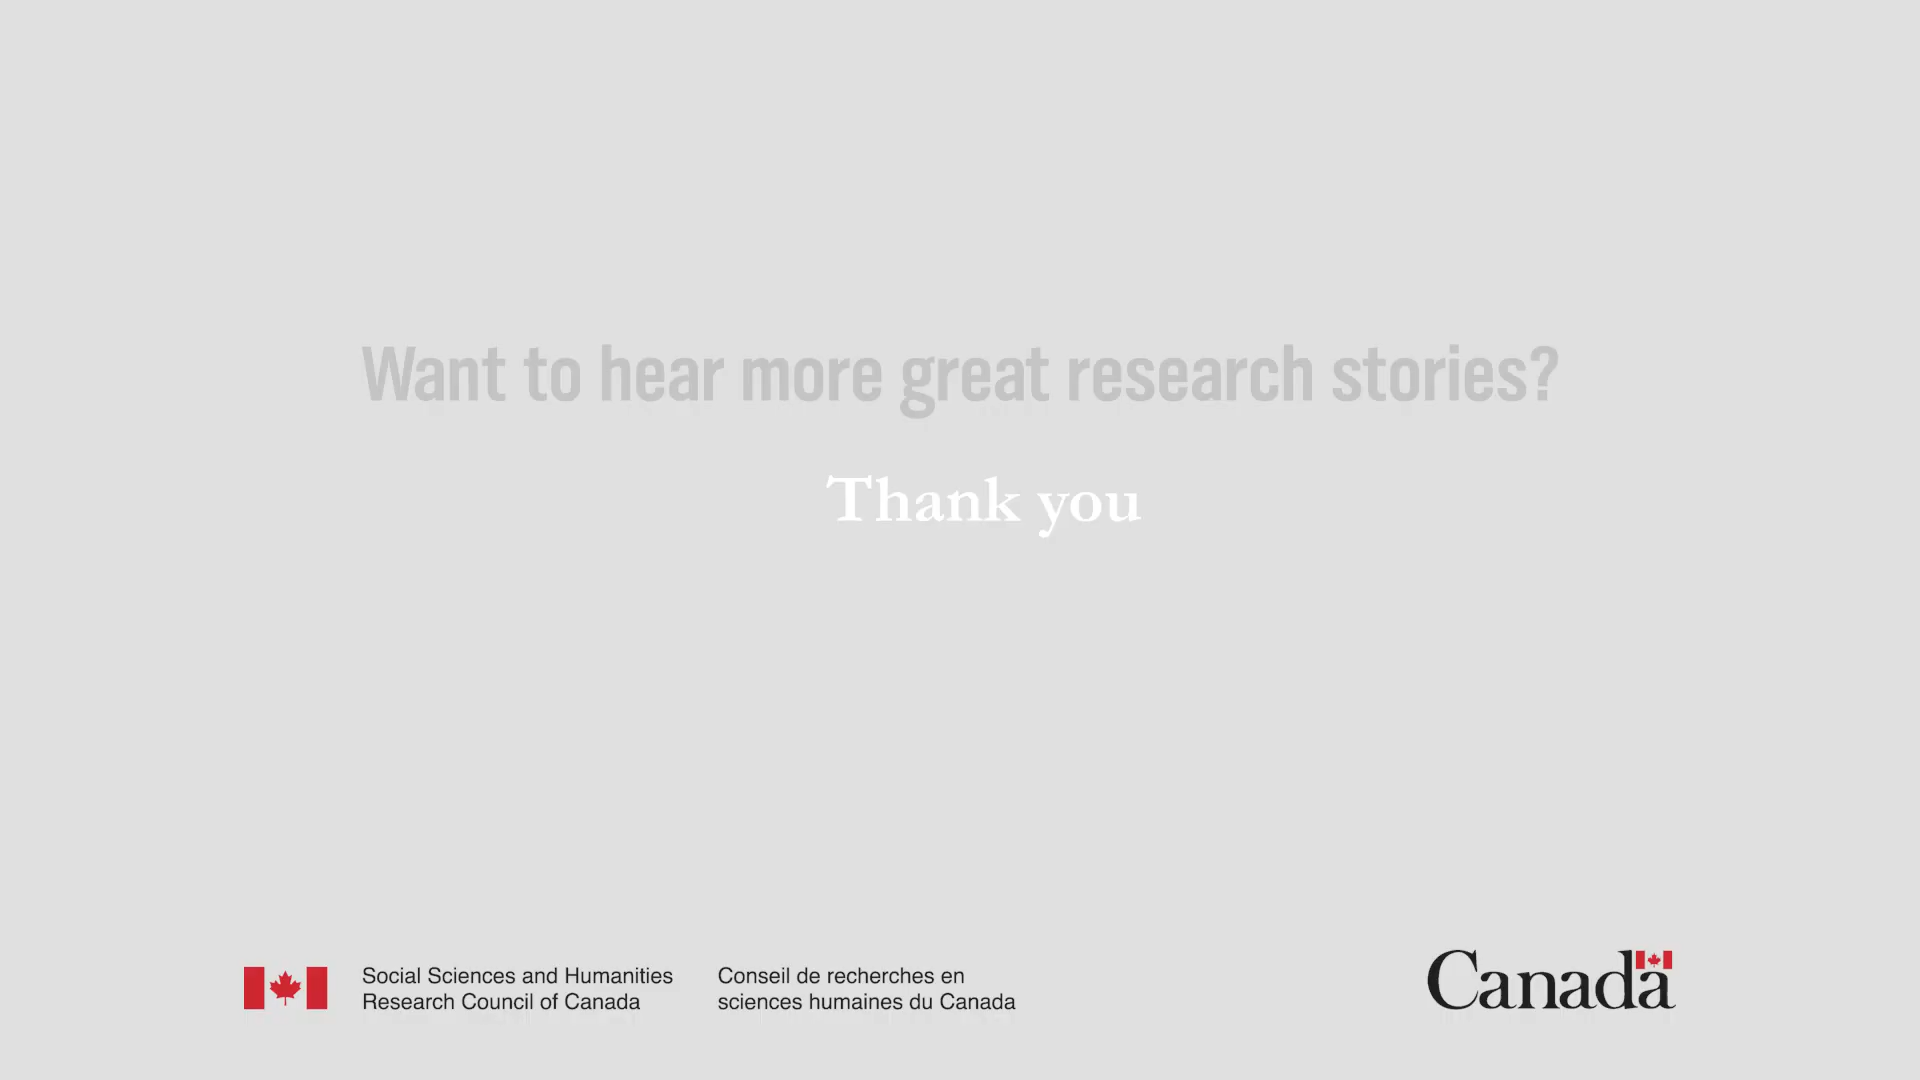 Want to hear more great research stories?
Thank you
Social Sciences and Humanities
Research Council of Canada
Conseil de recherches en
sciences humaines du Canada
Canada